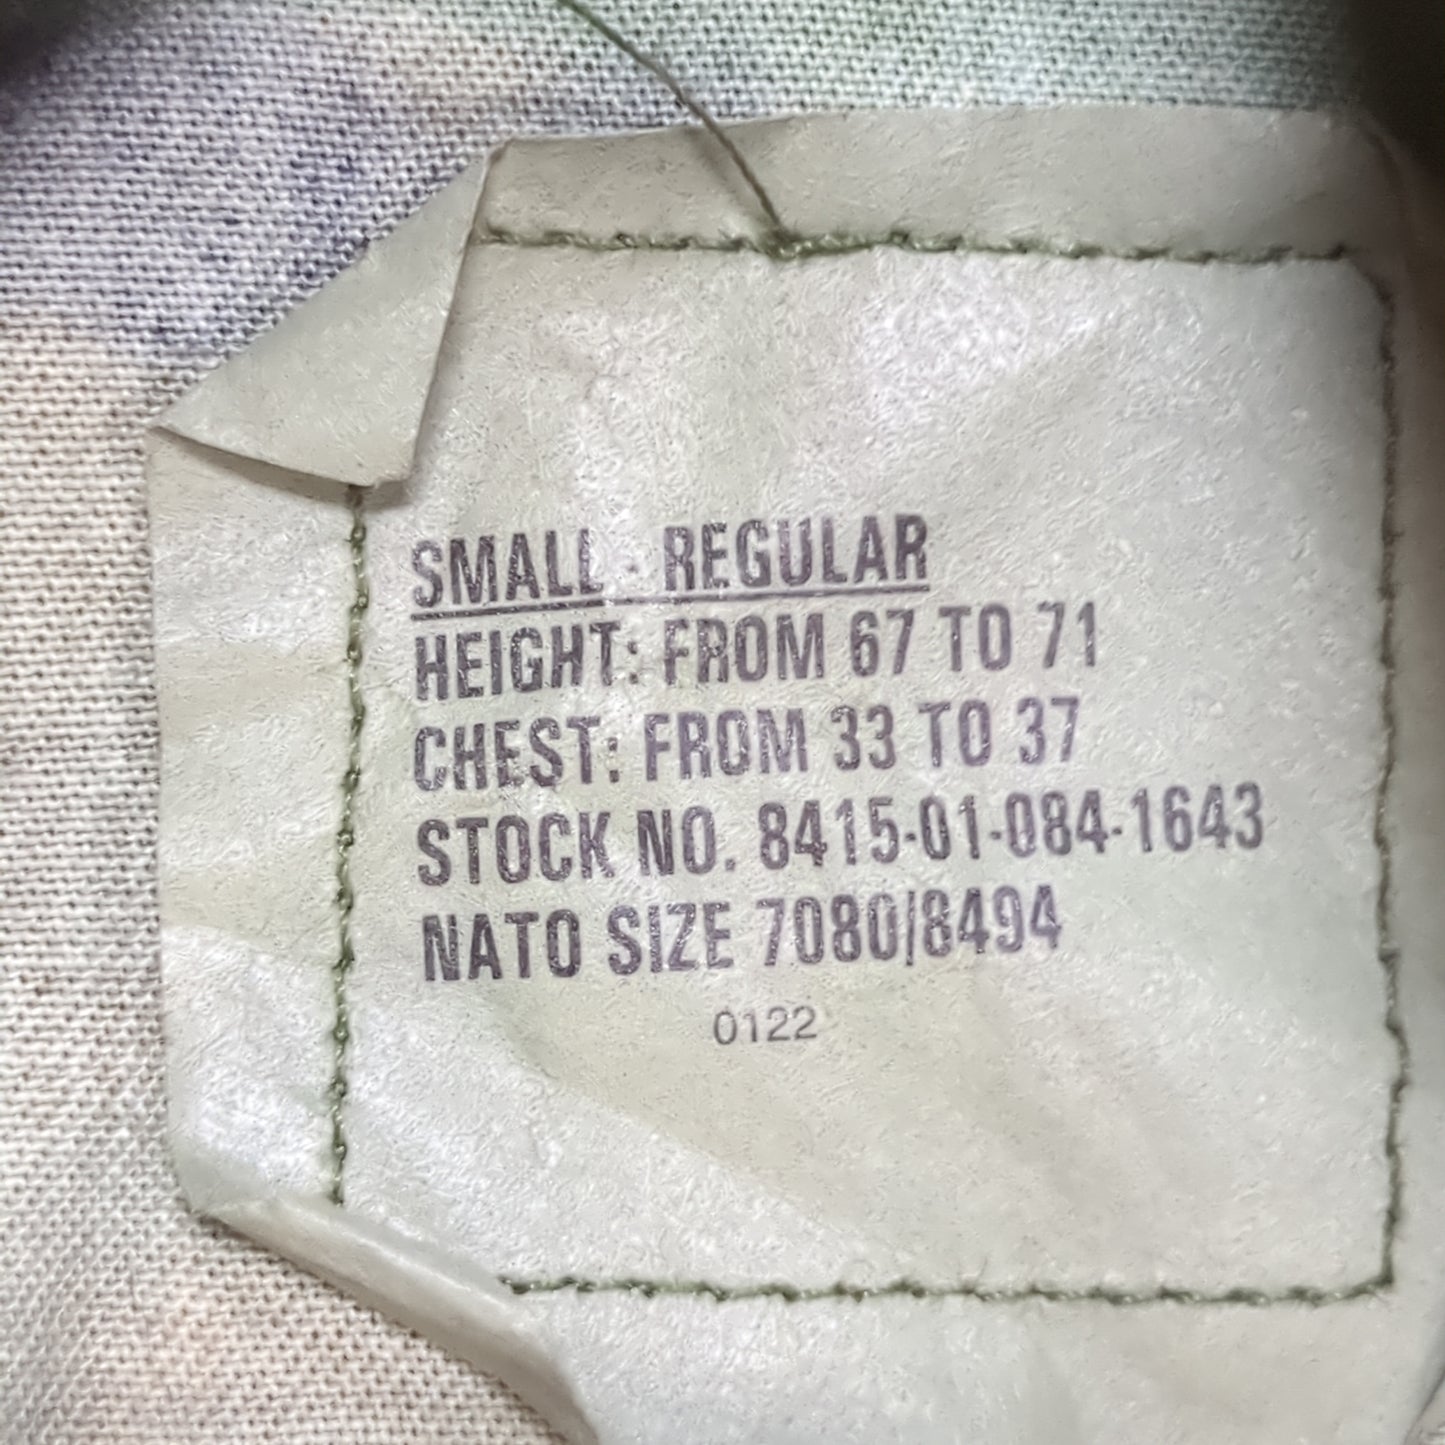 SMALL - REGULAR
HEIGHT: FROM 67 TO 71
CHEST: FROM 33 TO 37
STOCK NO. 8415-01-084-1643
NATO SIZE 7080/8494
0122